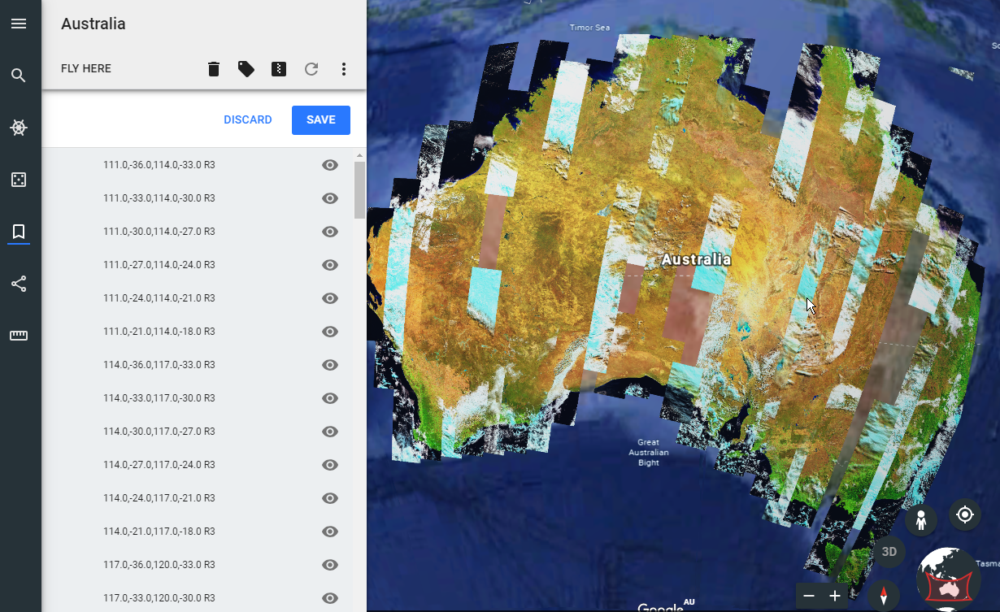 Australia
FLY HERE
DISCARD
SAVE
111.0,-36.0,114.0,-33.0 R3
111.0,-33.0,114.0,-30.0 R3
111.0,-30.0,114.0,-27.0 R3
111.0,-27.0,114.0,-24.0 R3
111.0,-24.0,114.0,-21.0 R3
111.0,-21.0,114.0,-18.0 R3
114.0,-36.0,117.0,-33.0 R3
114.0,-33.0,117.0,-30.0 R3
114.0,-30.0,117.0,-27.0 R3
114.0,-27.0,117.0,-24.0 R3
114.0,-24.0,117.0,-21.0 R3
114.0,-21.0,117.0,-18.0 R3
117.0,-36.0,120.0,-33.0 R3
117.0,-33.0,120.0,-30.0 R3
Timor Sea
Australia
Great
Australian
Bight
3D
Google
AU